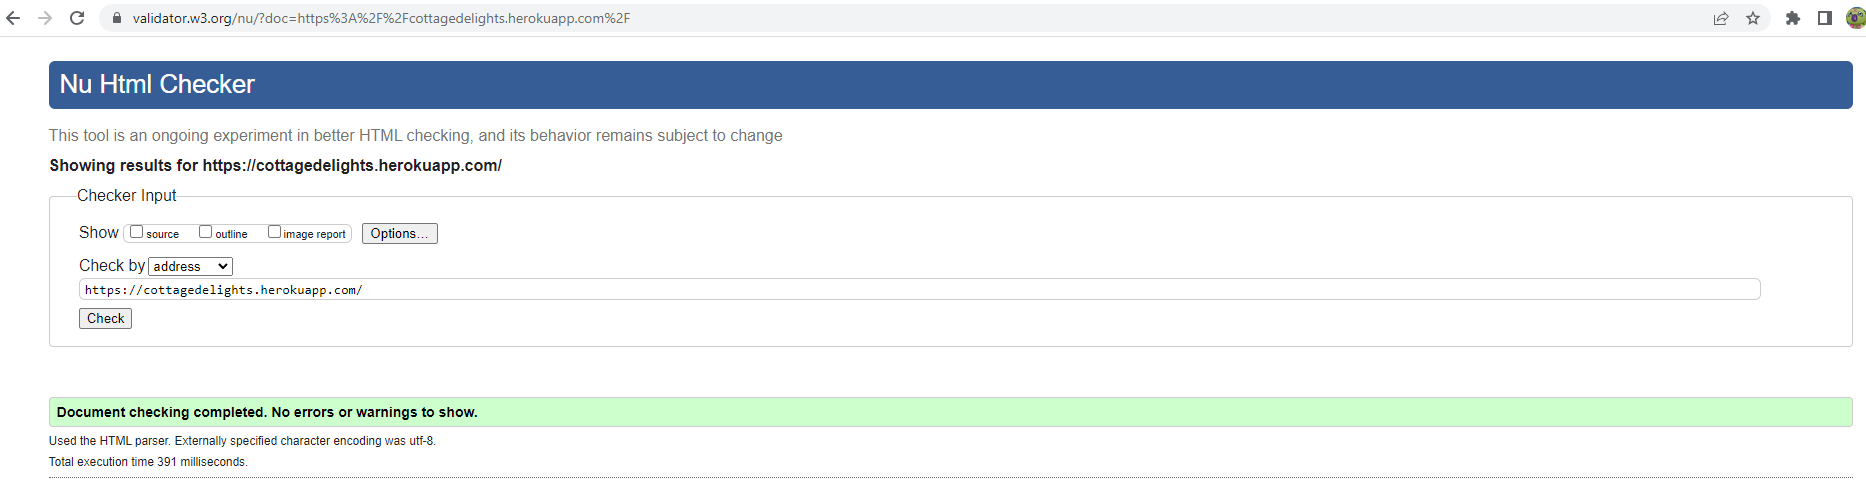 validator.w3.org/nu/?doc=https%3A%2F%2Fcottagedelights.herokuapp.com%2F
Nu Html Checker
This tool is an ongoing experiment in better HTML checking, and its behavior remains subject to change
Showing results for https://cottagedelights.herokuapp.com/
Checker Input
Show source outline image report Options...
Check by address
https://cottagedelights.herokuapp.com/
Check
Document checking completed. No errors or warnings to show.
Used the HTML parser. Externally specified character encoding was utf-8.
Total execution time 391 milliseconds.